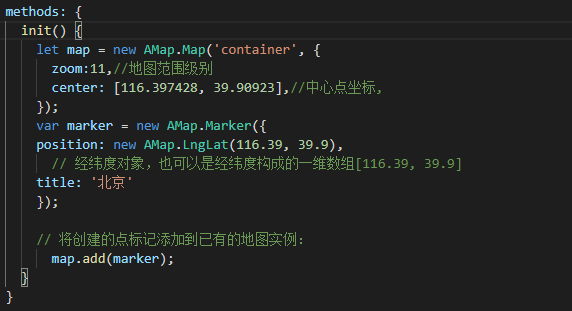 methods: {
  init() {
    let map = new AMap.Map('container', {
      zoom:11,//地图范围级别
      center: [116.397428, 39.90923],//中心点坐标,
    });
    var marker = new AMap.Marker({
    position: new AMap.LngLat(116.39, 39.9),
      // 经纬度对象，也可以是经纬度构成的一维数组[116.39, 39.9]
    title: '北京'
    });

    // 将创建的点标记添加到已有的地图实例：
      map.add(marker);
  }
}